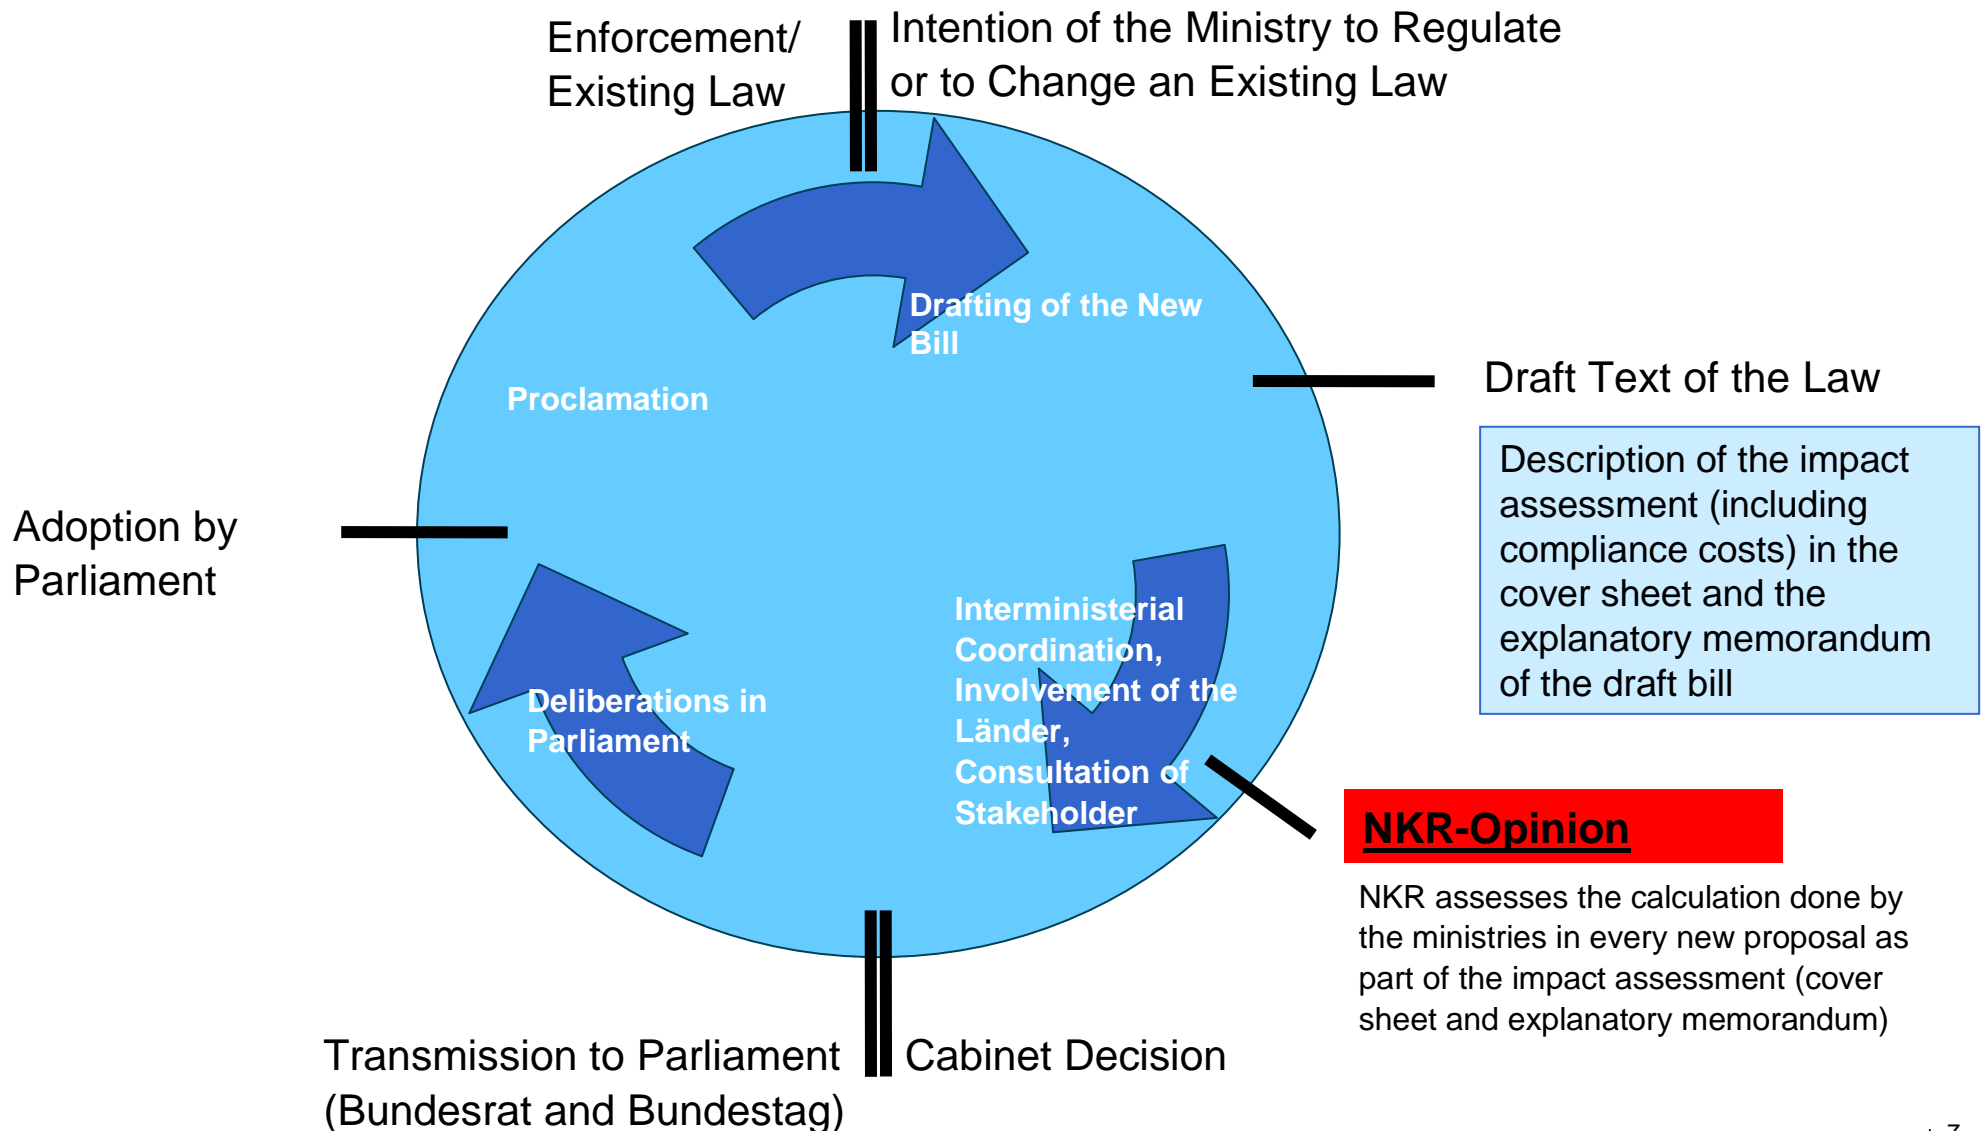 Enforcement/
Existing Law
Intention of the Ministry to Regulate
or to Change an Existing Law
Drafting of the New
Bill
Proclamation
Draft Text of the Law
Description of the impact
assessment (including
compliance costs) in the
cover sheet and the
explanatory memorandum
of the draft bill
Adoption by
Parliament
Interministerial
Coordination,
Involvement of the
Länder,
Consultation of
Stakeholder
Deliberations in
Parliament
NKR-Opinion
NKR assesses the calculation done by
the ministries in every new proposal as
part of the impact assessment (cover
sheet and explanatory memorandum)
Transmission to Parliament
(Bundesrat and Bundestag)
Cabinet Decision